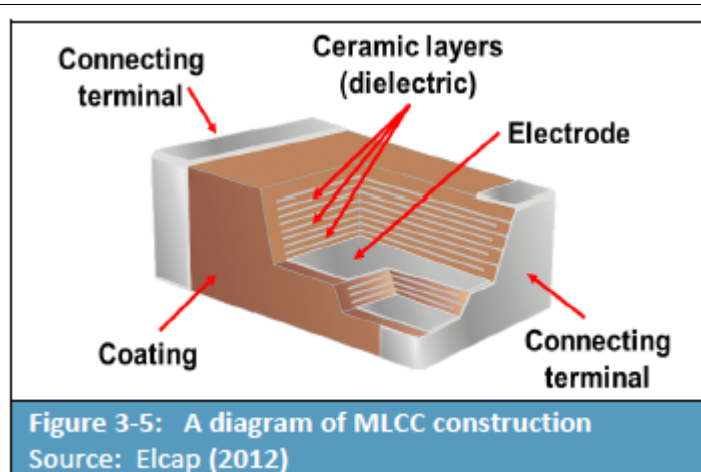 Connecting
terminal
Ceramic layers
(dielectric)
Electrode
Coating
Connecting
terminal
Figure 3-5: A diagram of MLCC construction
Source: Elcap (2012)